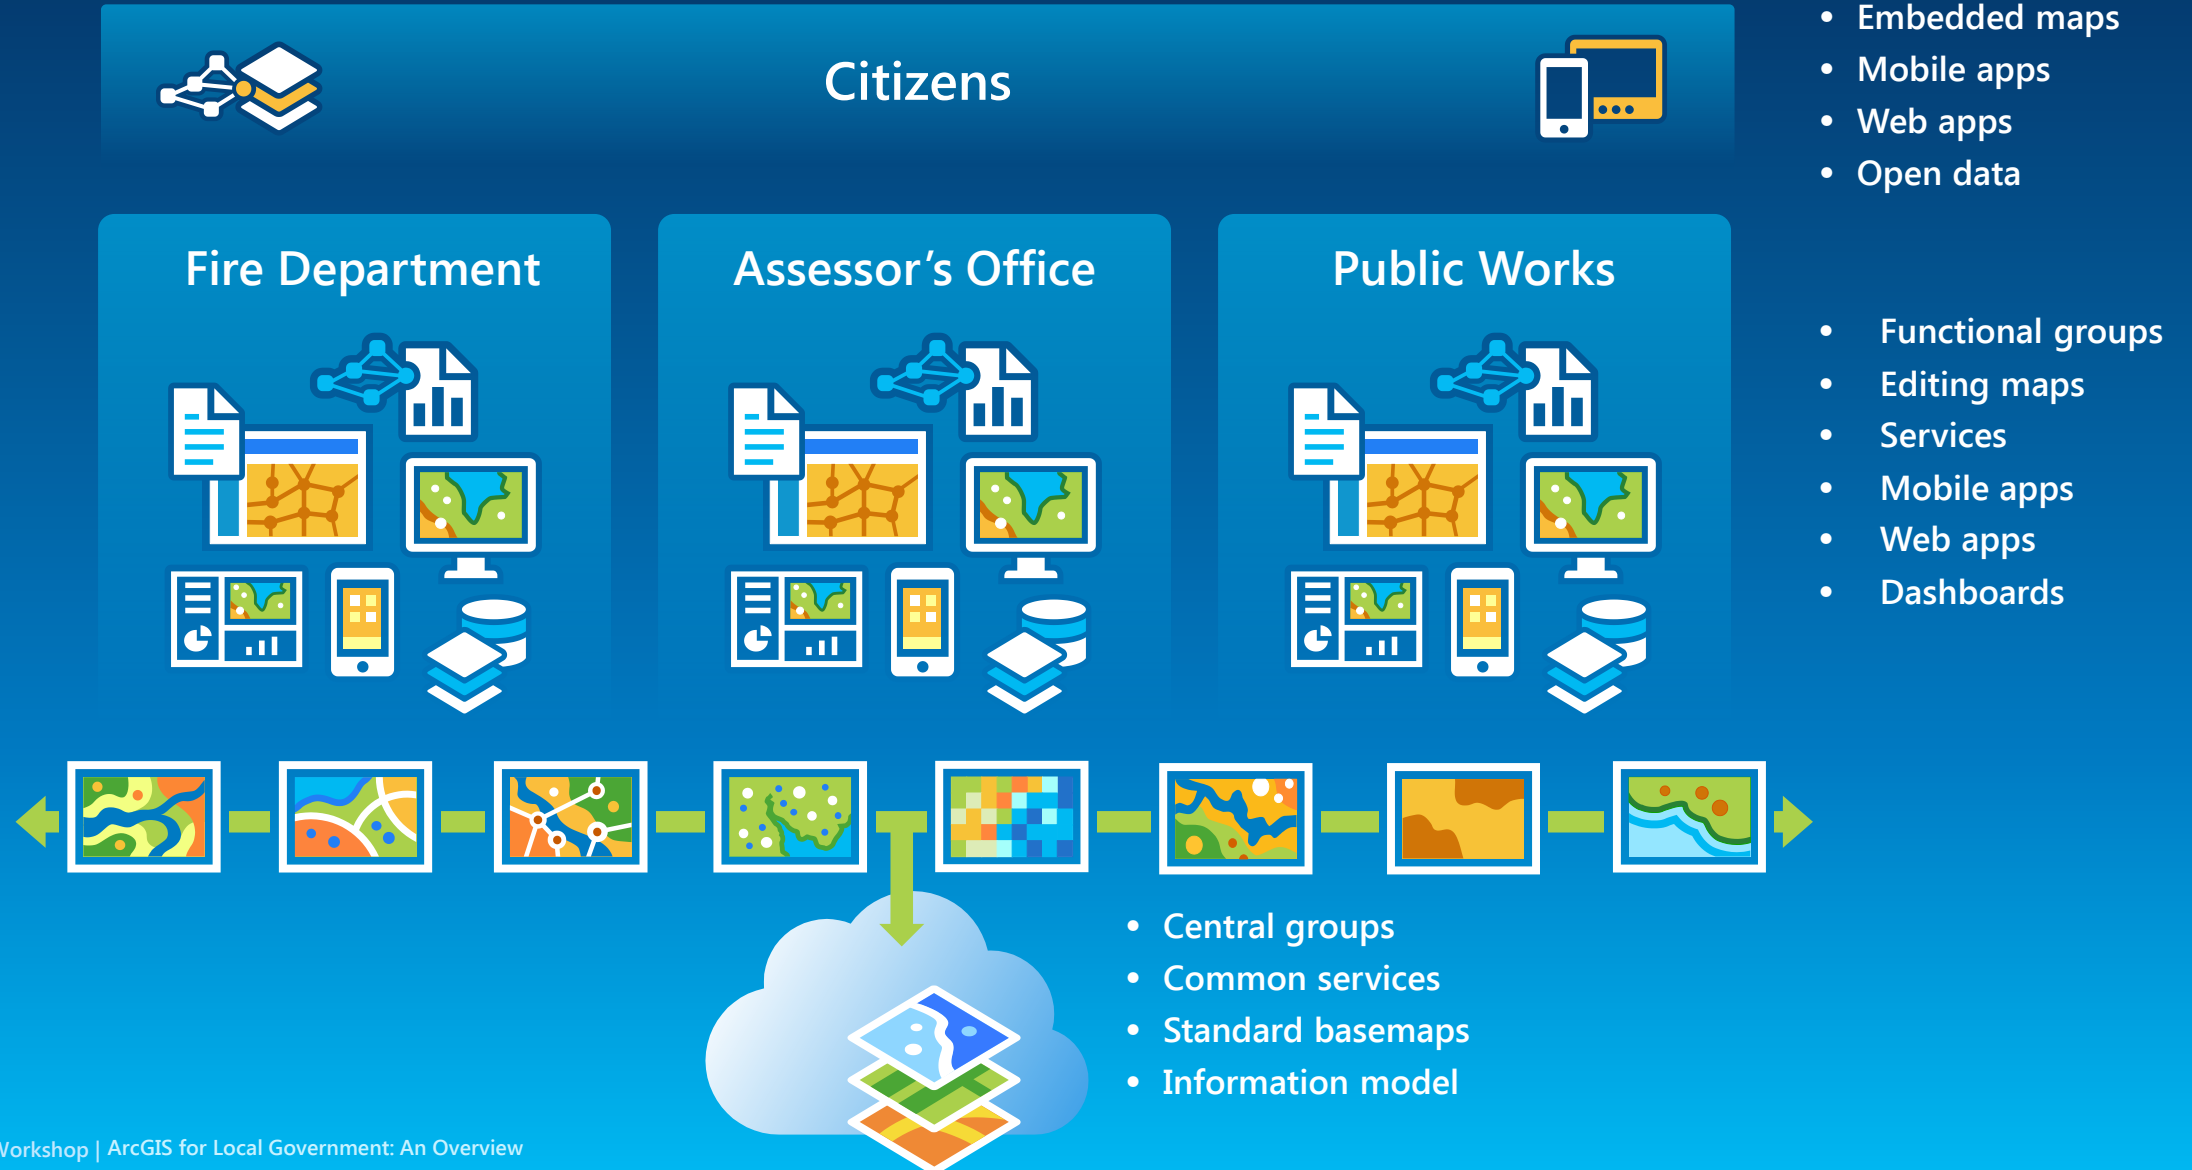 • Embedded maps
• Mobile apps
• Web apps
• Open data
Citizens
Fire Department
Assessor's Office
Public Works
• Functional groups
• Editing maps
• Services
• Mobile apps
• Web apps
• Dashboards
• Central groups
• Common services
• Standard basemaps
• Information model
Workshop | ArcGIS for Local Government: An Overview